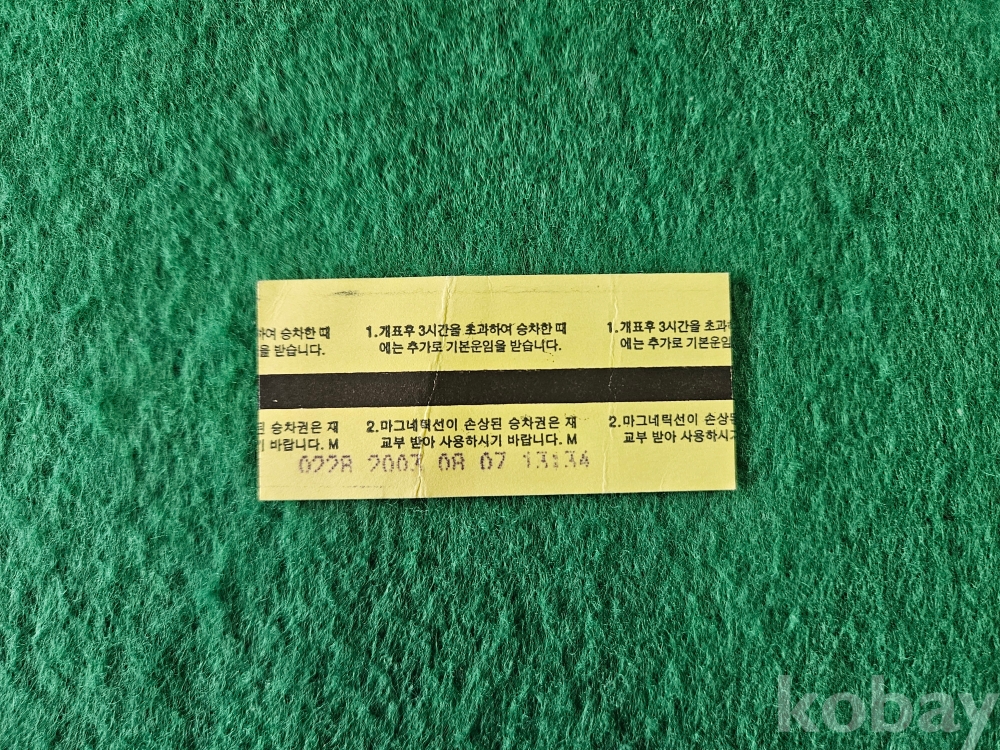 하여 승차한 때 1.개표후 3시간을 초과하여 승차한 때 1.개표후 3시간을 초과
을 받습니다. 에는 추가로 기본운임을 받습니다. 에는 추가로 기본운임
승차권은 재 2.마그네틱선이 손상된 승차권은 재 2.마그네틱선이 손상
기 바랍니다. M 교부 받아 사용하시기 바랍니다. M 교부 받아 사용하시
0228 2003 08 07 13:34
kobay